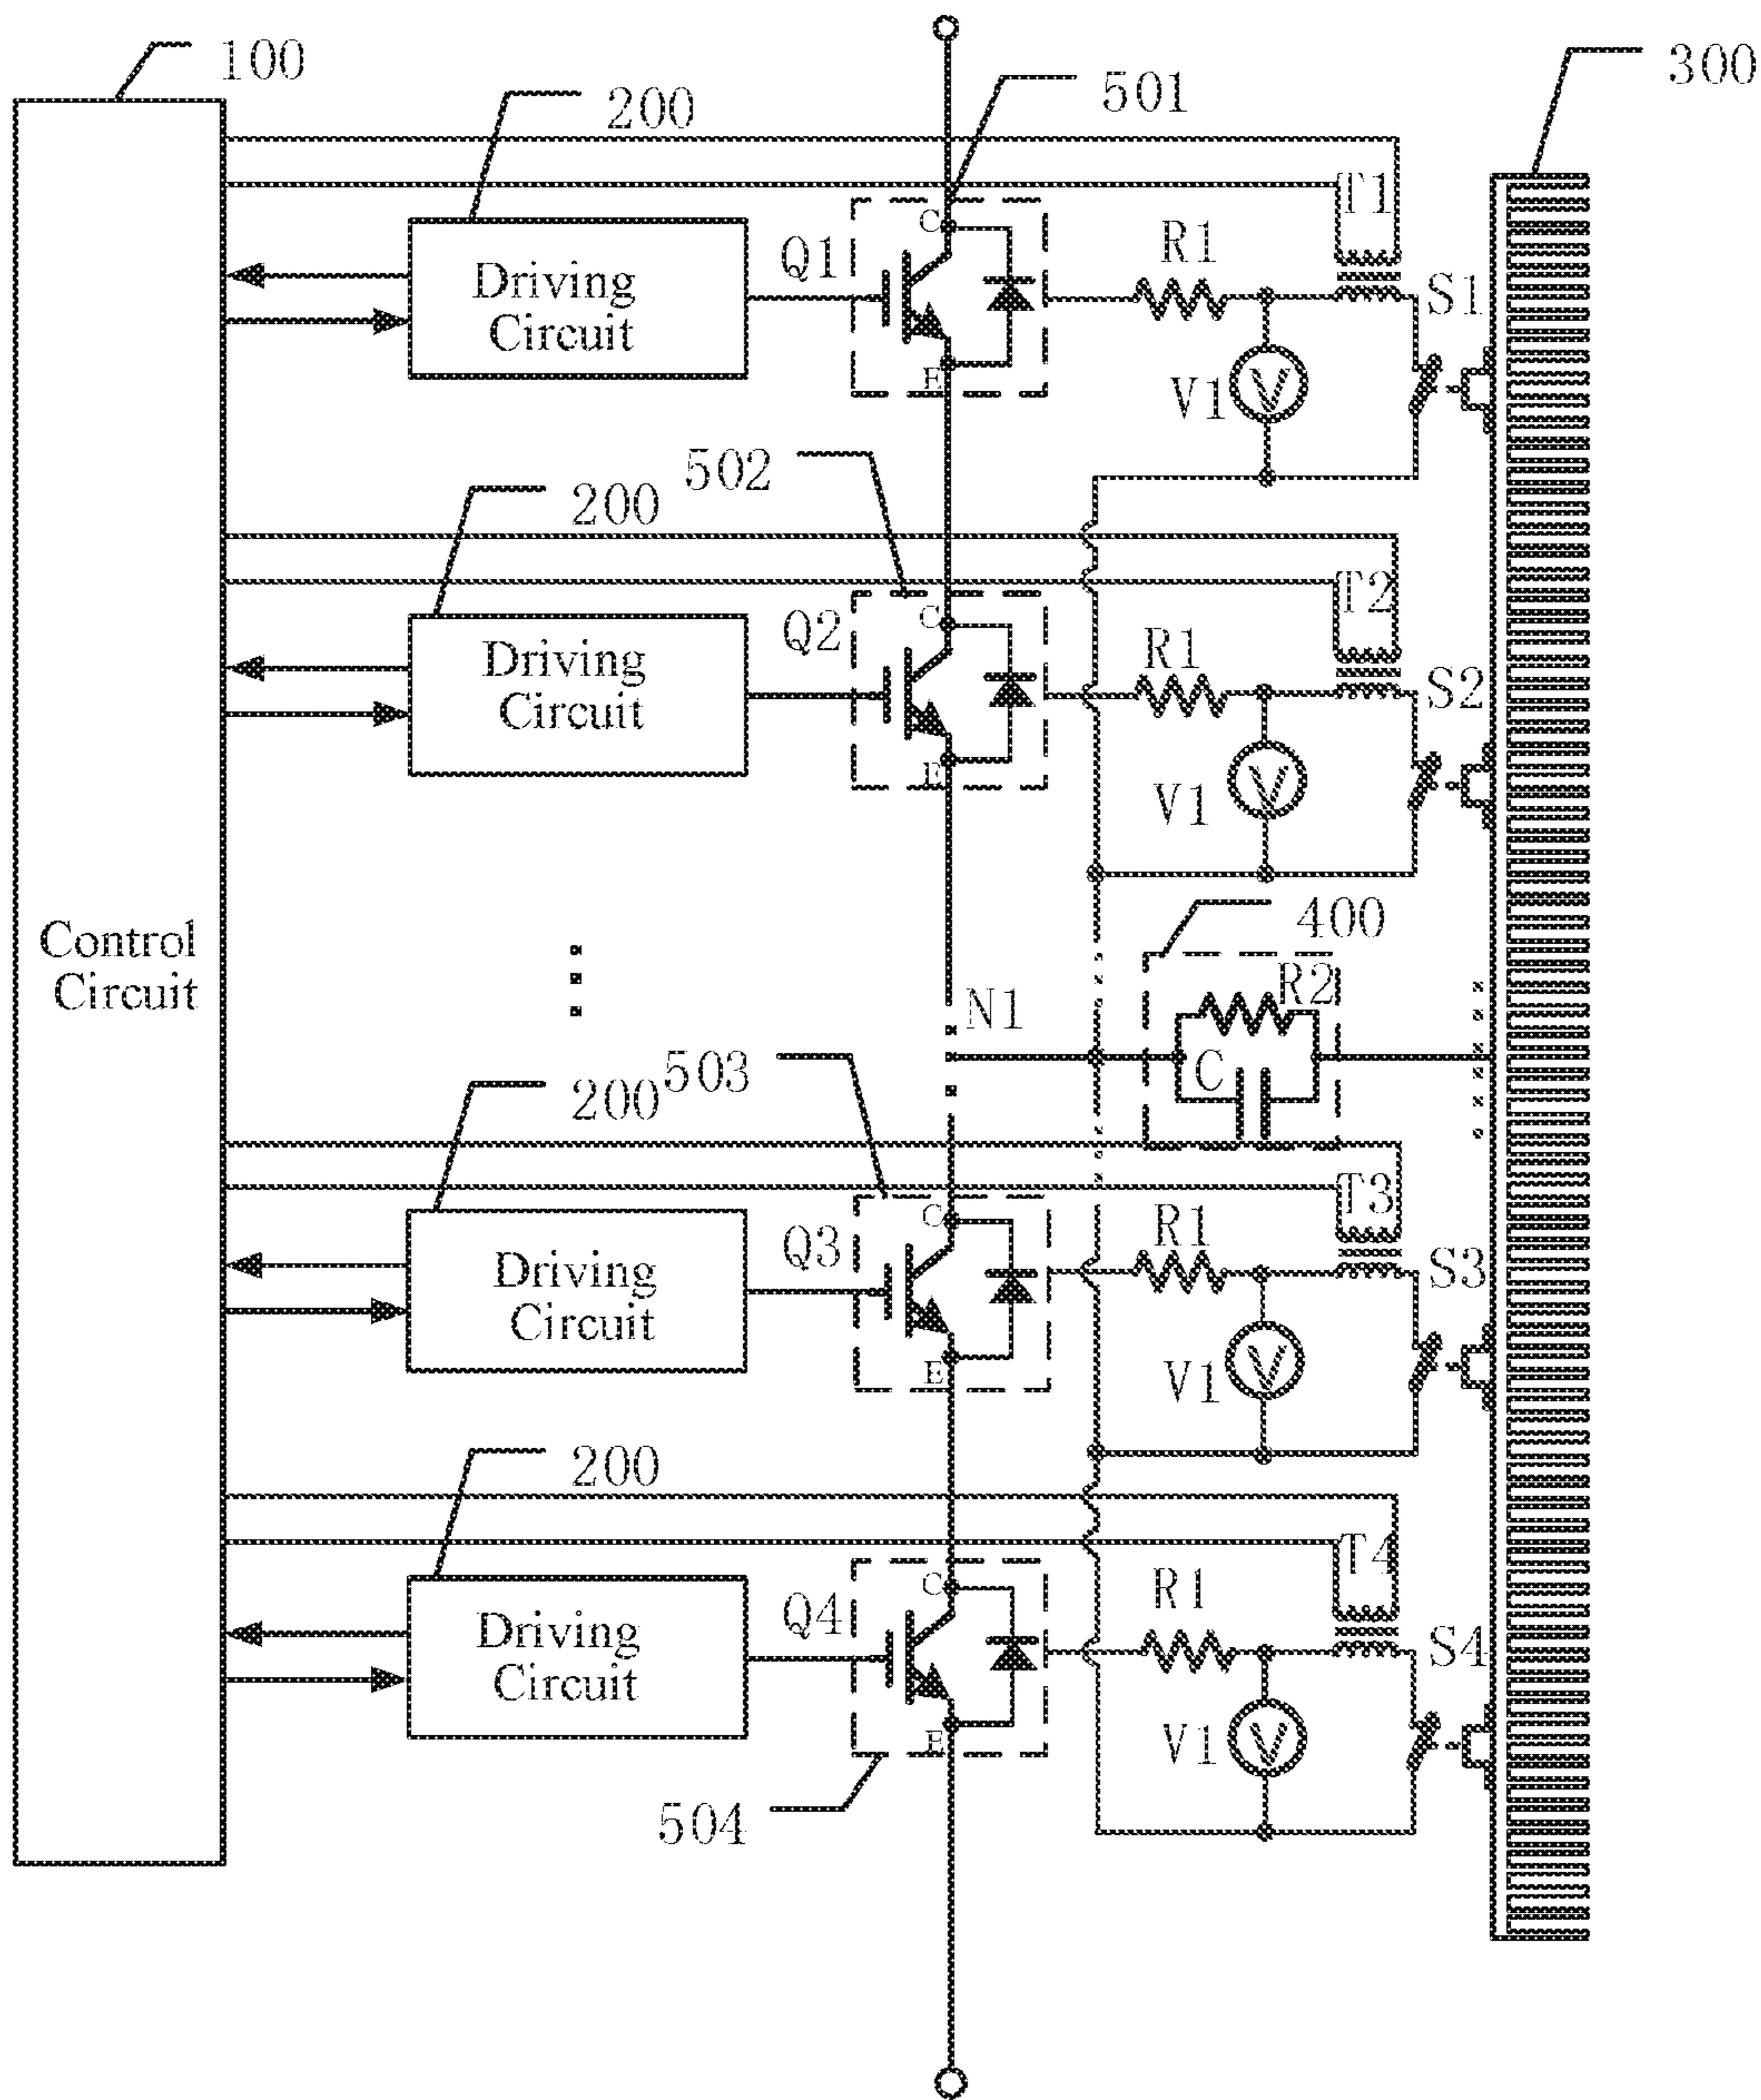 100
200
501
300
T1
Driving
Circuit
Q1
C
E
R1
S1
V1
V
502
200
T2
Driving
Circuit
Q2
C
E
R1
S2
V1
V
Control
Circuit
400
R2
C
N1
503
200
T3
Driving
Circuit
Q3
C
E
R1
S3
V1
V
200
T4
Driving
Circuit
Q4
C
E
R1
S4
V1
V
504